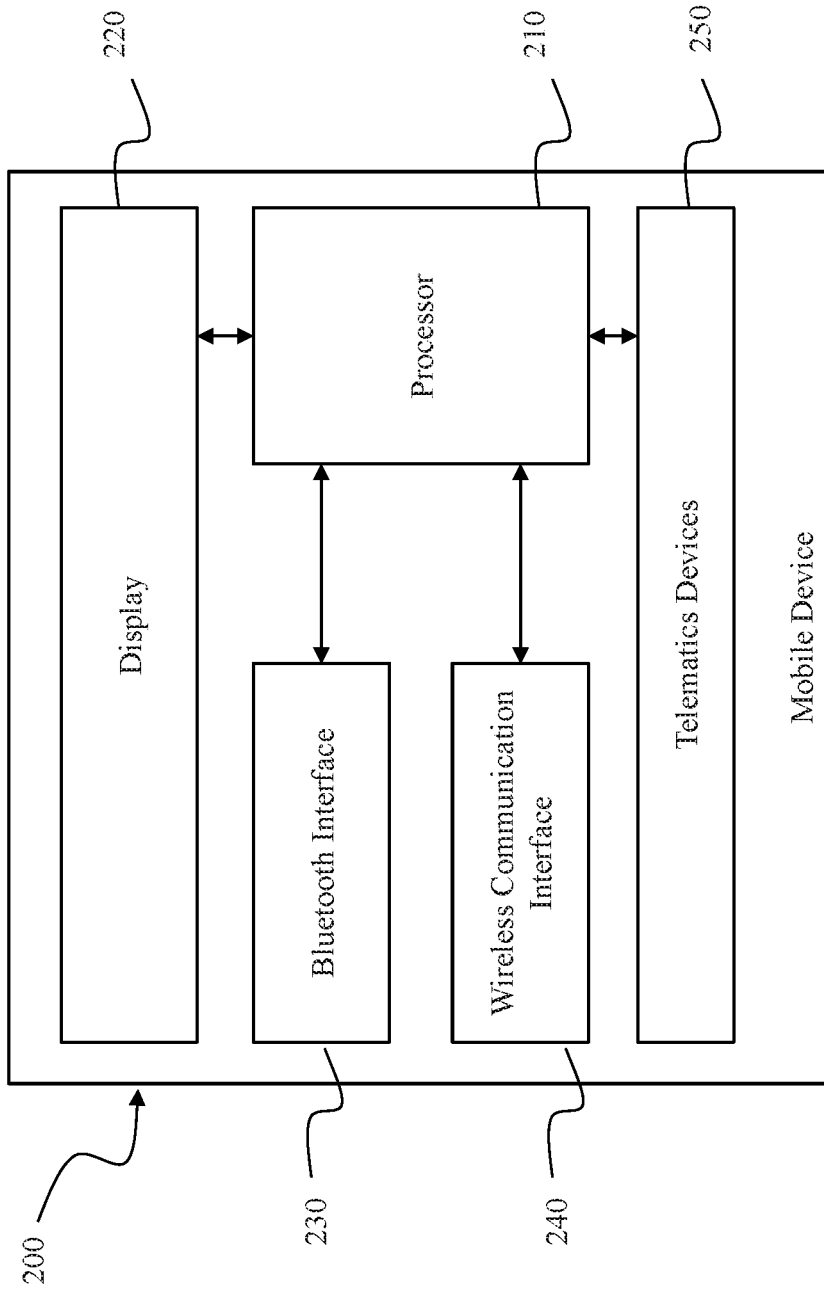 200
220
Display
230
Bluetooth Interface
Processor
210
240
Wireless Communication
Interface
250
Telematics Devices
Mobile Device